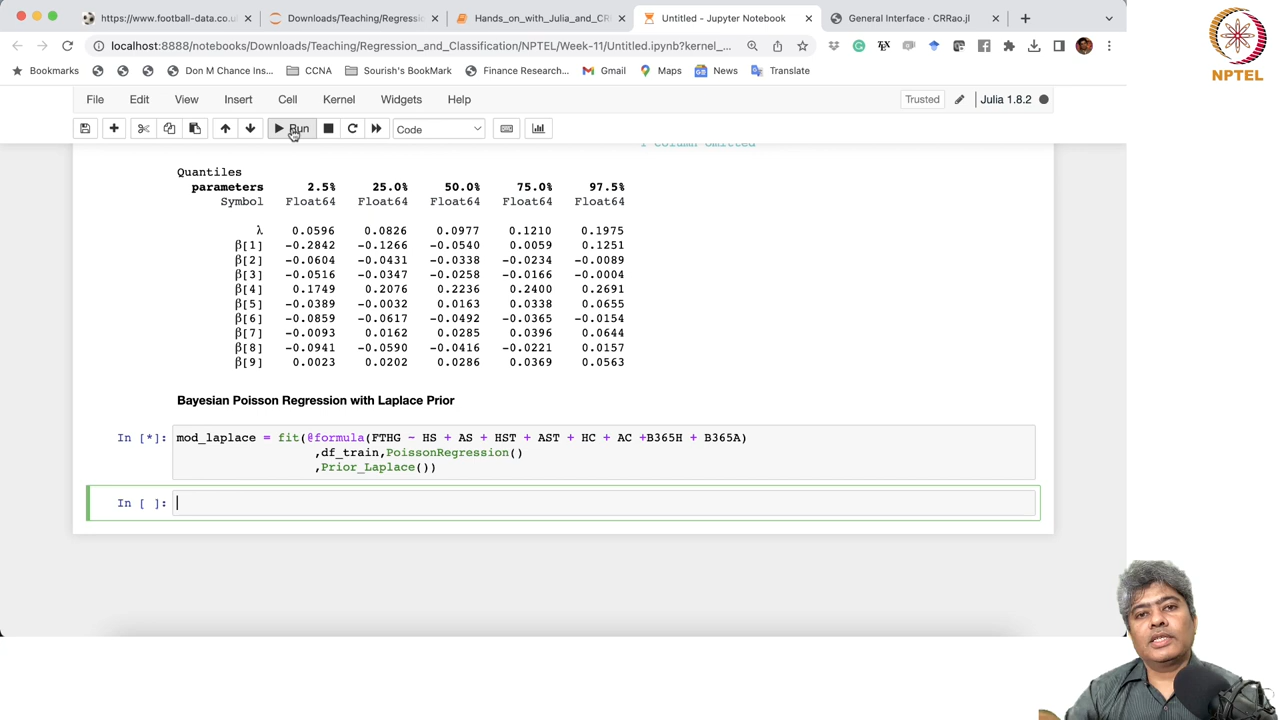 https://www.football-data.co.u
Downloads/Teaching/Regressio
Hands_on_with_Julia_and_CR
Untitled - Jupyter Notebook
General Interface · CRRao.jl
localhost:8888/notebooks/Downloads/Teaching/Regression_and_Classification/NPTEL/Week-11/Untitled.ipynb?kernel_...
Bookmarks
Don M Chance Ins...
CCNA
Sourish's BookMark
Finance Research...
Gmail
Maps
News
Translate
File Edit View Insert Cell Kernel Widgets Help
Trusted
Julia 1.8.2
Run
Code
1 column omitted
Quantiles
parameters 2.5% 25.0% 50.0% 75.0% 97.5%
Symbol Float64 Float64 Float64 Float64 Float64
λ 0.0596 0.0826 0.0977 0.1210 0.1975
β[1] -0.2842 -0.1266 -0.0540 0.0059 0.1251
β[2] -0.0604 -0.0431 -0.0338 -0.0234 -0.0089
β[3] -0.0516 -0.0347 -0.0258 -0.0166 -0.0004
β[4] 0.1749 0.2076 0.2236 0.2400 0.2691
β[5] -0.0389 -0.0032 0.0163 0.0338 0.0655
β[6] -0.0859 -0.0617 -0.0492 -0.0365 -0.0154
β[7] -0.0093 0.0162 0.0285 0.0396 0.0644
β[8] -0.0941 -0.0590 -0.0416 -0.0221 0.0157
β[9] 0.0023 0.0202 0.0286 0.0369 0.0563
Bayesian Poisson Regression with Laplace Prior
In [*]: mod_laplace = fit(@formula(FTHG ~ HS + AS + HST + AST + HC + AC +B365H + B365A)
,df_train,PoissonRegression()
,Prior_Laplace())
In [ ]:
NPTEL